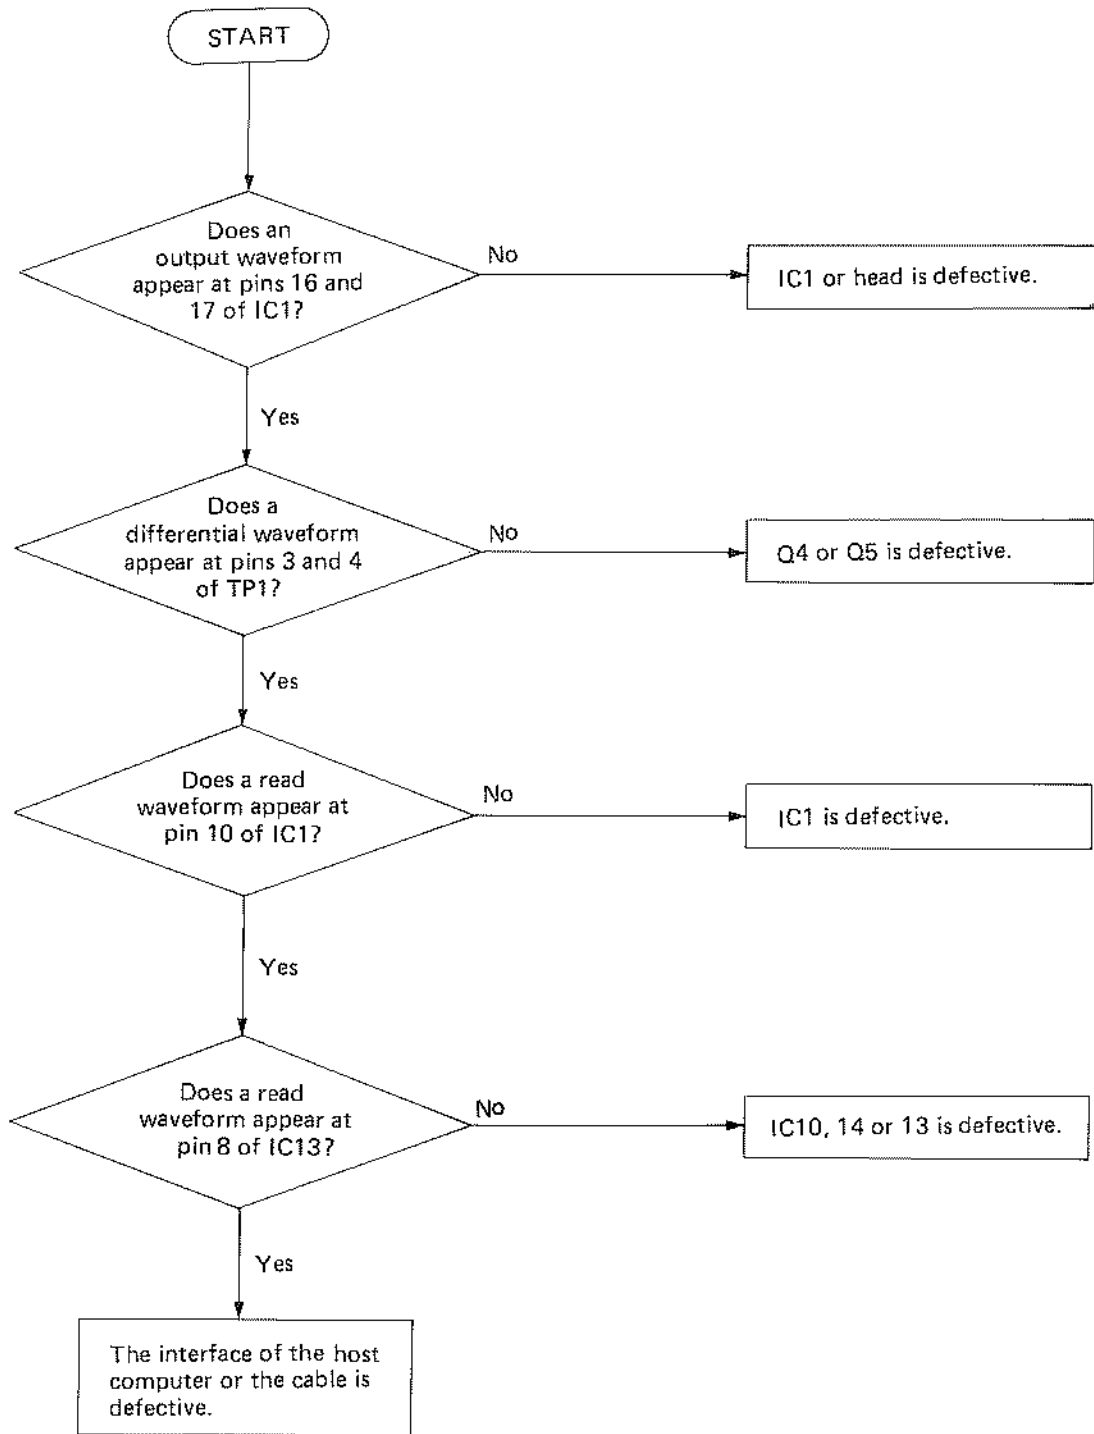 START
Does an
output waveform
appear at pins 16 and
17 of IC1?
No
IC1 or head is defective.
Yes
Does a
differential waveform
appear at pins 3 and 4
of TP1?
No
Q4 or Q5 is defective.
Yes
Does a read
waveform appear at
pin 10 of IC1?
No
IC1 is defective.
Yes
Does a read
waveform appear at
pin 8 of IC13?
No
IC10, 14 or 13 is defective.
Yes
The interface of the host
computer or the cable is
defective.